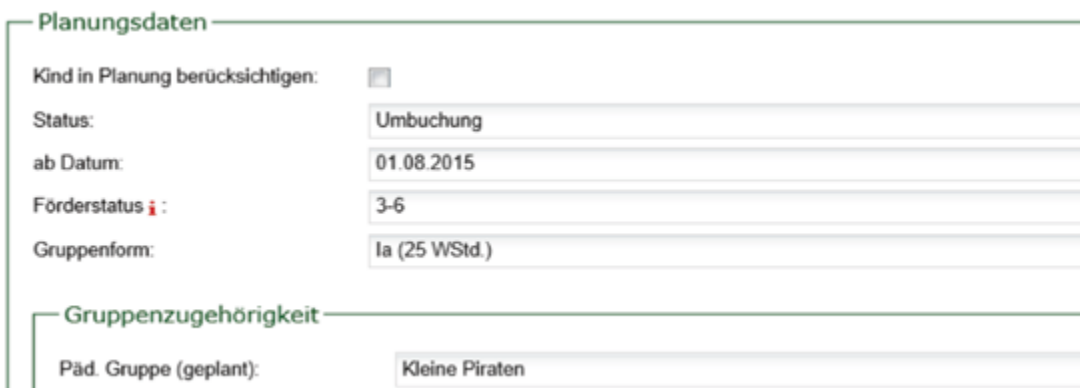 Planungsdaten
Kind in Planung berücksichtigen:
Status: Umbuchung
ab Datum: 01.08.2015
Förderstatus i : 3-6
Gruppenform: Ia (25 WStd.)
Gruppenzugehörigkeit
Päd. Gruppe (geplant): Kleine Piraten